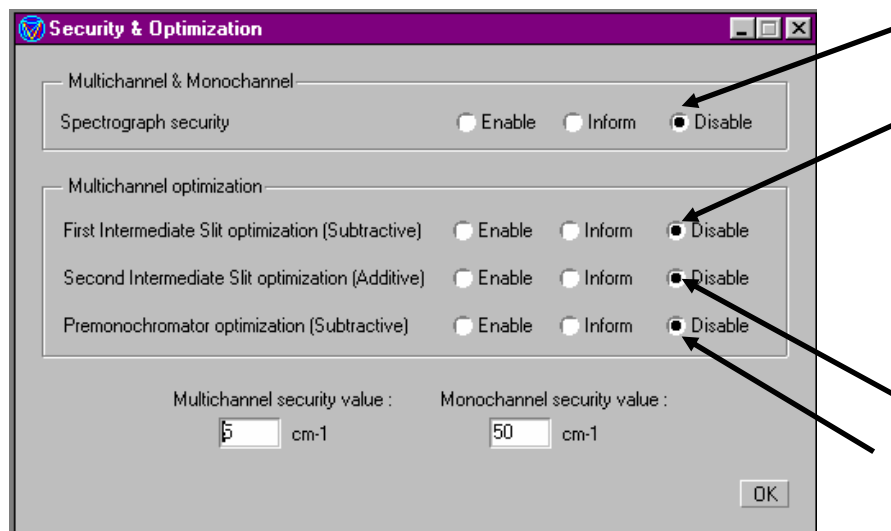 Security & Optimization
Multichannel & Monochannel
Spectrograph security Enable Inform Disable
Multichannel optimization
First Intermediate Slit optimization (Subtractive) Enable Inform Disable
Second Intermediate Slit optimization (Additive) Enable Inform Disable
Premonochromator optimization (Subtractive) Enable Inform Disable
Multichannel security value : Monochannel security value :
5 cm-1 50 cm-1
OK